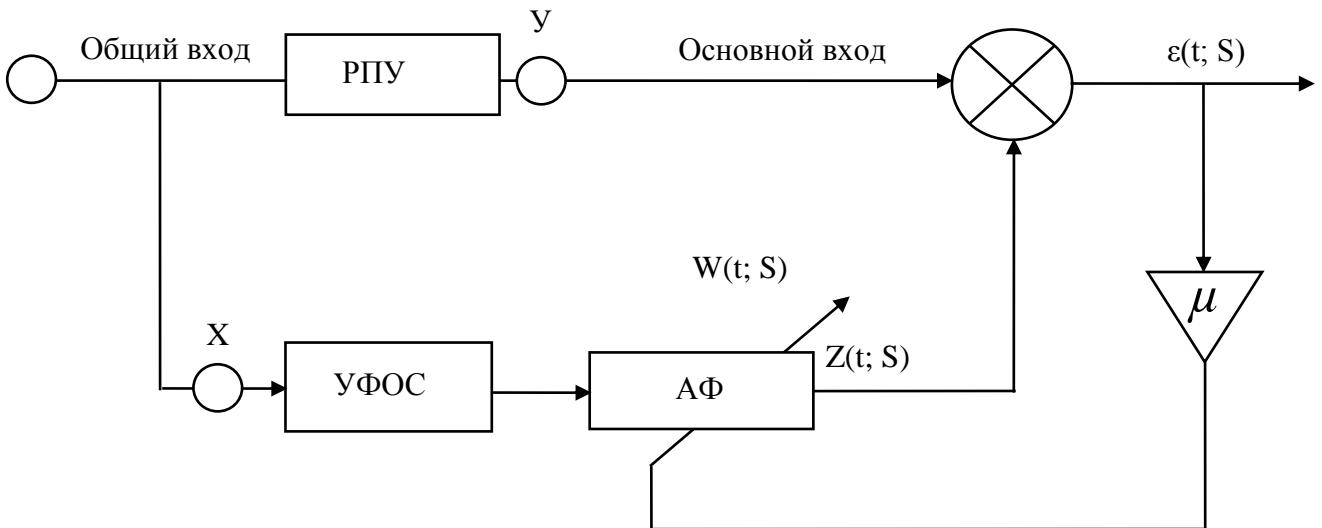 У
Общий вход
РПУ
Основной вход
ε(t; S)
W(t; S)
μ
X
УФОС
АФ
Z(t; S)